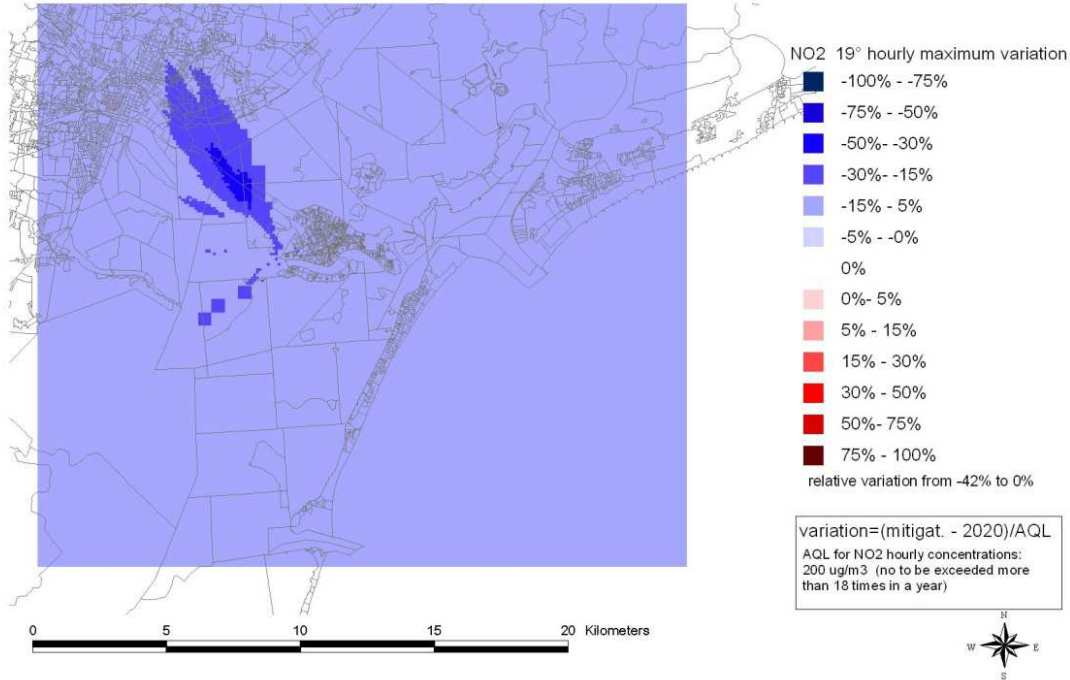 NO2 19° hourly maximum variation
-100% - -75%
-75% - -50%
-50%- -30%
-30%- -15%
-15% - 5%
-5% - -0%
0%
0%- 5%
5% - 15%
15% - 30%
30% - 50%
50%- 75%
75% - 100%
relative variation from -42% to 0%
variation=(mitigat. - 2020)/AQL
AQL for NO2 hourly concentrations:
200 ug/m3 (no to be exceeded more
than 18 times in a year)
0 5 10 15 20 Kilometers
N
W E
S